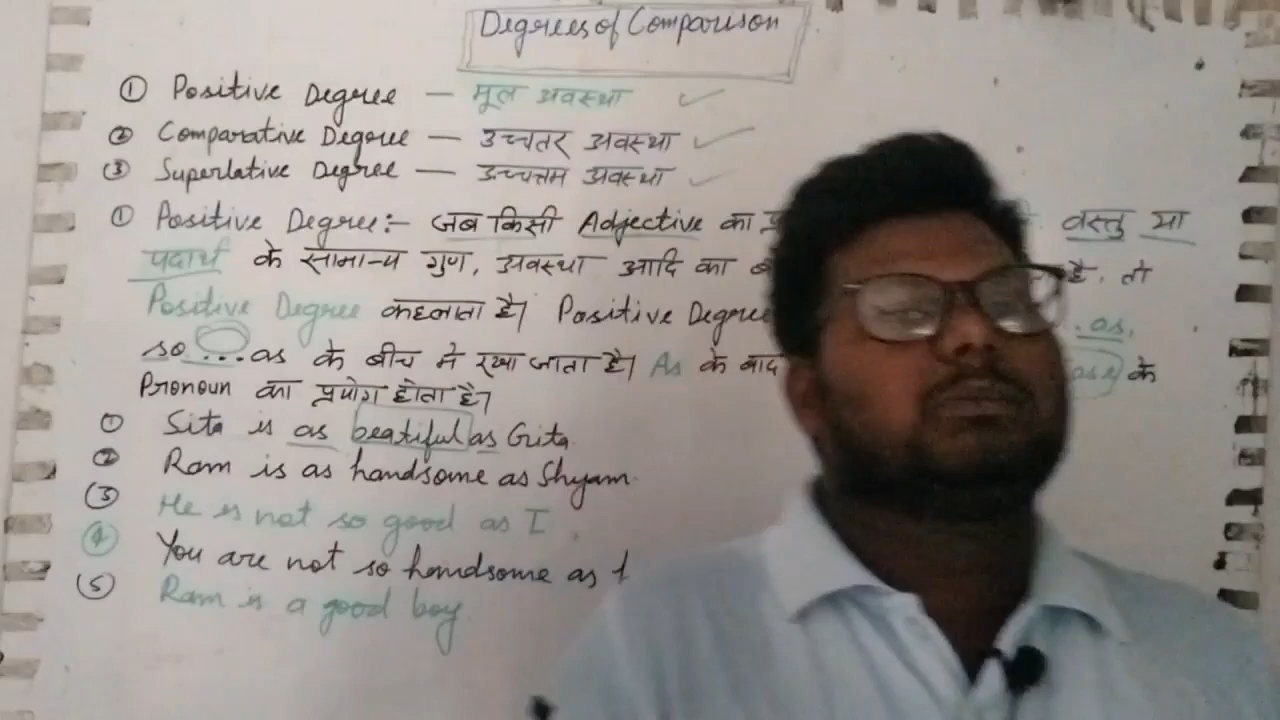 Degrees of Comparison
① Positive Degree — मूल अवस्था
② Comparative Degree — उच्चतर अवस्था
③ Superlative Degree — उच्चत्तम अवस्था
① Positive Degree:- जब किसी Adjective का वस्तु या
पदार्थ के सामान्य गुण, अवस्था आदि का है, तो
Positive Degree कहलाता है। Positive Degree ..as,
so ...as के बीच मे रखा जाता है। As के बाद के
Pronoun का प्रयोग होता है।
① Sita is as beatiful as Grita.
② Ram is as handsome as Shyam.
③ He is not so good as I
④ You are not so handsome as I
⑤ Ram is a good boy.